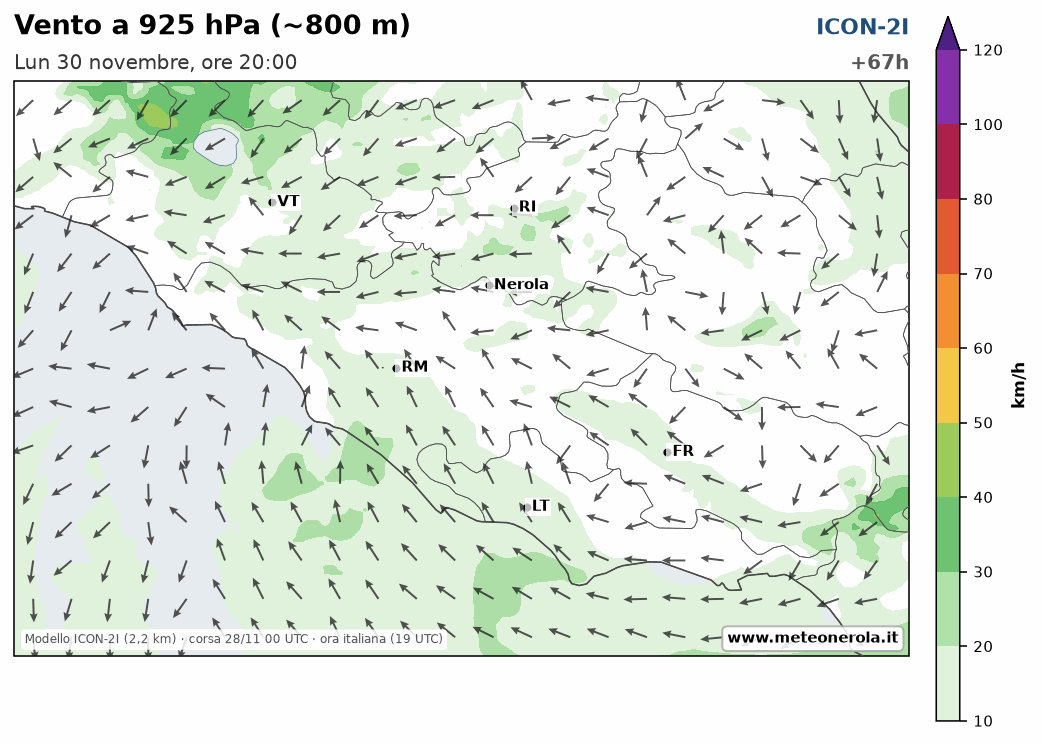 Vento a 925 hPa (~800 m)
ICON-2I
Lun 30 novembre, ore 20:00
+67h
VT
RI
Nerola
RM
FR
LT
Modello ICON-2I (2,2 km) · corsa 28/11 00 UTC · ora italiana (19 UTC)
www.meteonerola.it
120
100
80
70
60
50
40
30
20
10
km/h